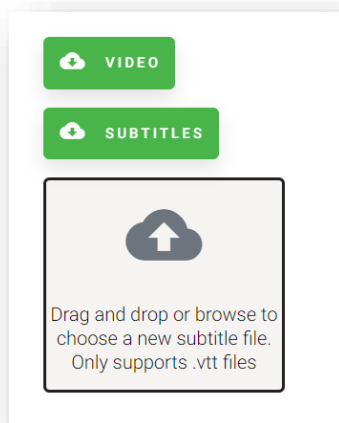 VIDEO
SUBTITLES
Drag and drop or browse to
choose a new subtitle file.
Only supports .vtt files